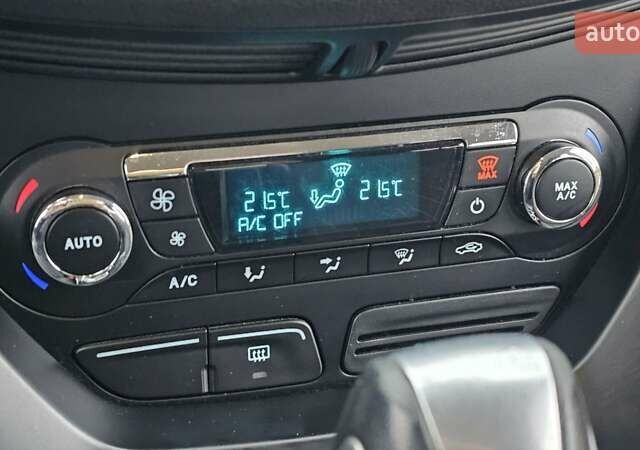 auto
21.5°C 21.5°C
A/C OFF
MAX
AUTO
MAX
A/C
A/C